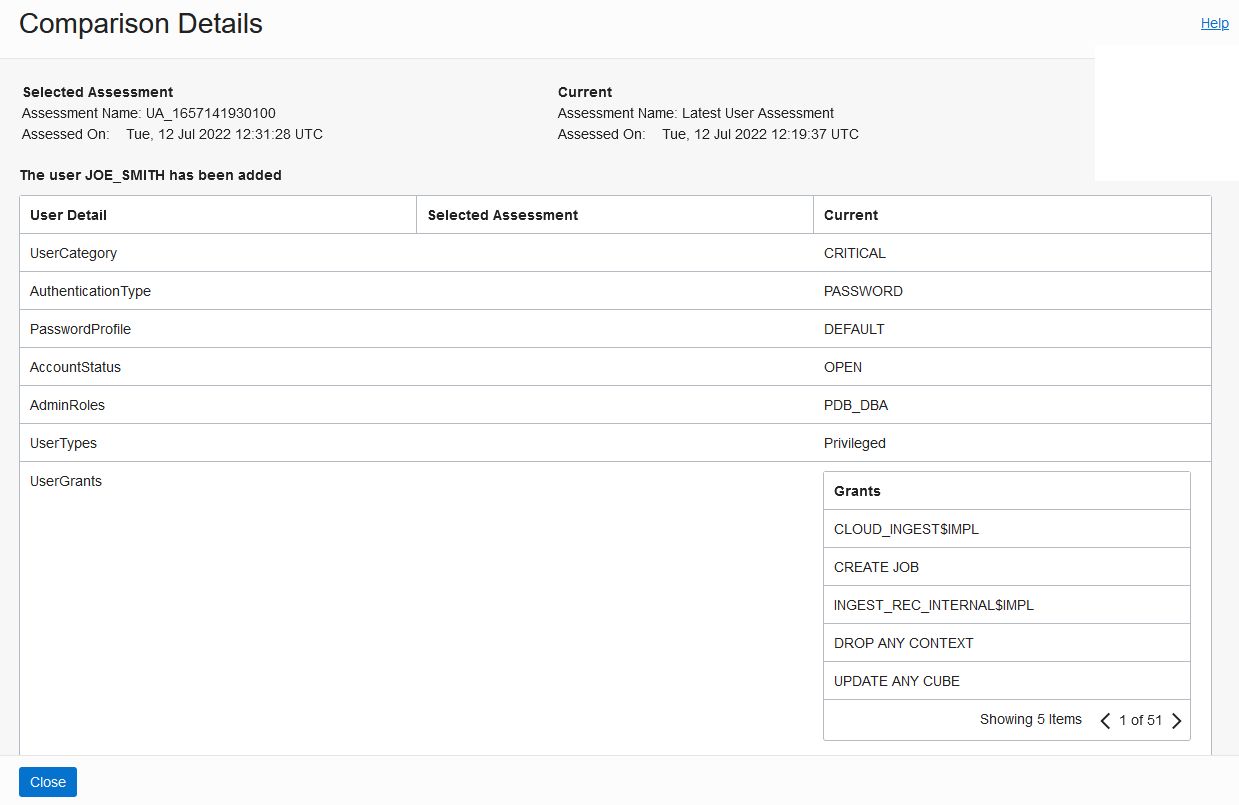 Comparison Details
Help
Selected Assessment
Assessment Name: UA_1657141930100
Assessed On: Tue, 12 Jul 2022 12:31:28 UTC
Current
Assessment Name: Latest User Assessment
Assessed On: Tue, 12 Jul 2022 12:19:37 UTC
The user JOE_SMITH has been added
User Detail Selected Assessment Current
UserCategory CRITICAL
AuthenticationType PASSWORD
PasswordProfile DEFAULT
AccountStatus OPEN
AdminRoles PDB_DBA
UserTypes Privileged
UserGrants
Grants
CLOUD_INGEST$IMPL
CREATE JOB
INGEST_REC_INTERNAL$IMPL
DROP ANY CONTEXT
UPDATE ANY CUBE
Showing 5 Items 1 of 51
Close